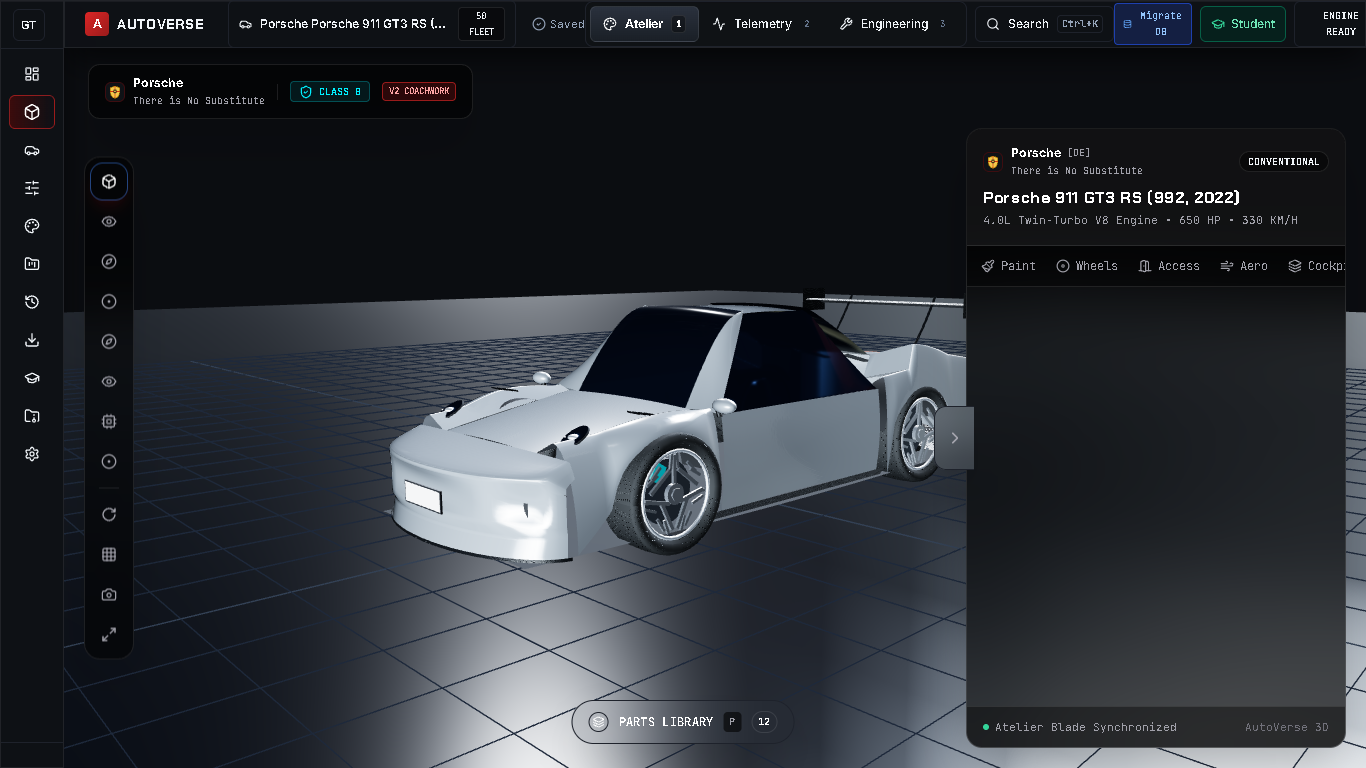 GT
A AUTOVERSE
Porsche Porsche 911 GT3 RS (...
50
FLEET
Saved
Atelier 1
Telemetry 2
Engineering 3
Search Ctrl+K
Migrate
DB
Student
ENGINE
READY
Porsche
There is No Substitute
CLASS B
V2 COACHWORK
Porsche [DE]
There is No Substitute
CONVENTIONAL
Porsche 911 GT3 RS (992, 2022)
4.0L Twin-Turbo V8 Engine • 650 HP • 330 KM/H
Paint
Wheels
Access
Aero
Cockpi
PARTS LIBRARY P 12
Atelier Blade Synchronized
AutoVerse 3D